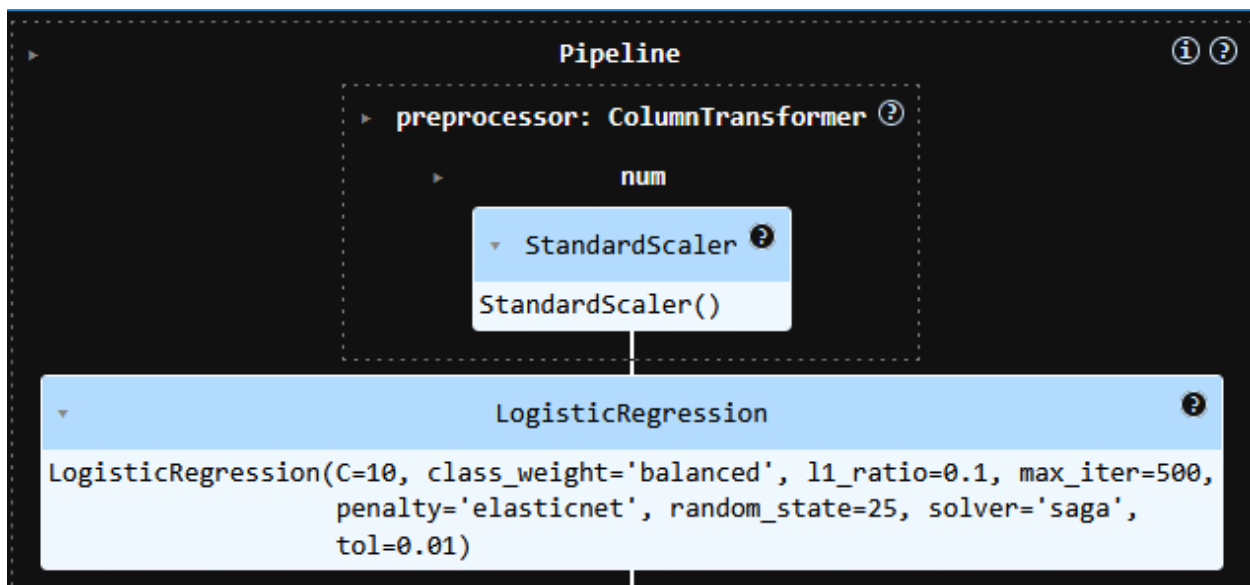 Pipeline
preprocessor: ColumnTransformer
num
StandardScaler
StandardScaler()
LogisticRegression
LogisticRegression(C=10, class_weight='balanced', l1_ratio=0.1, max_iter=500,
penalty='elasticnet', random_state=25, solver='saga',
tol=0.01)